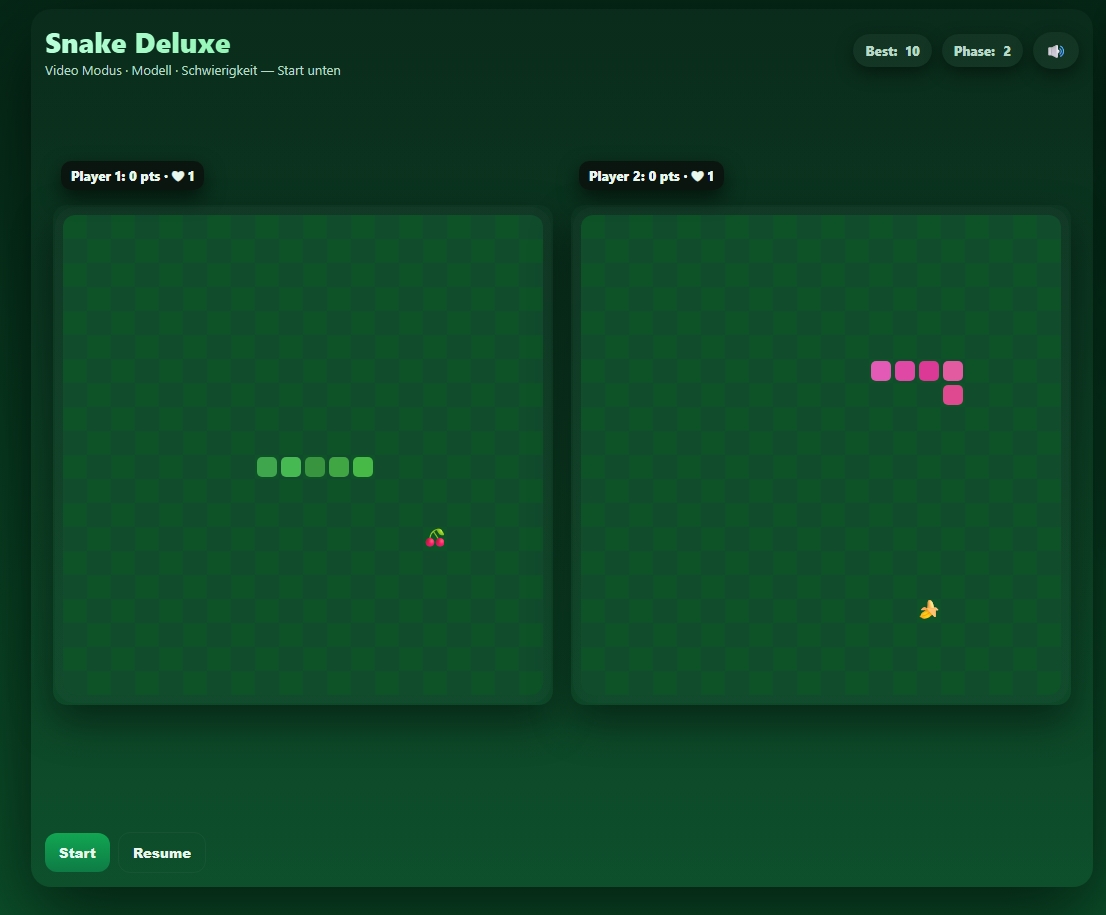 Snake Deluxe
Video Modus · Modell · Schwierigkeit — Start unten
Best: 10
Phase: 2
Player 1: 0 pts · ♥ 1
Player 2: 0 pts · ♥ 1
Start
Resume